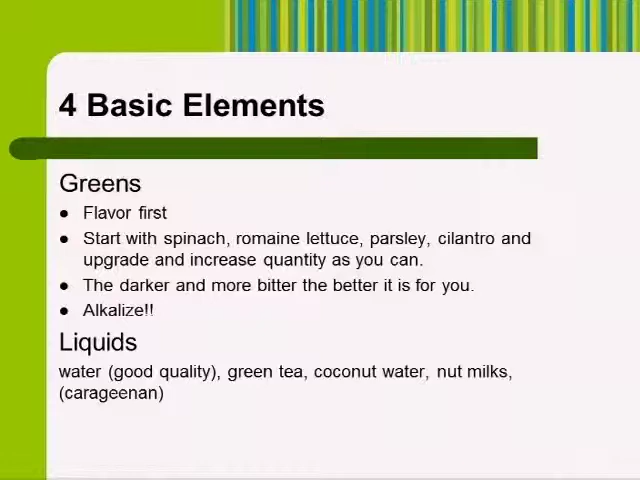 4 Basic Elements
Greens
● Flavor first
● Start with spinach, romaine lettuce, parsley, cilantro and
upgrade and increase quantity as you can.
● The darker and more bitter the better it is for you.
● Alkalize!!
Liquids
water (good quality), green tea, coconut water, nut milks,
(carageenan)